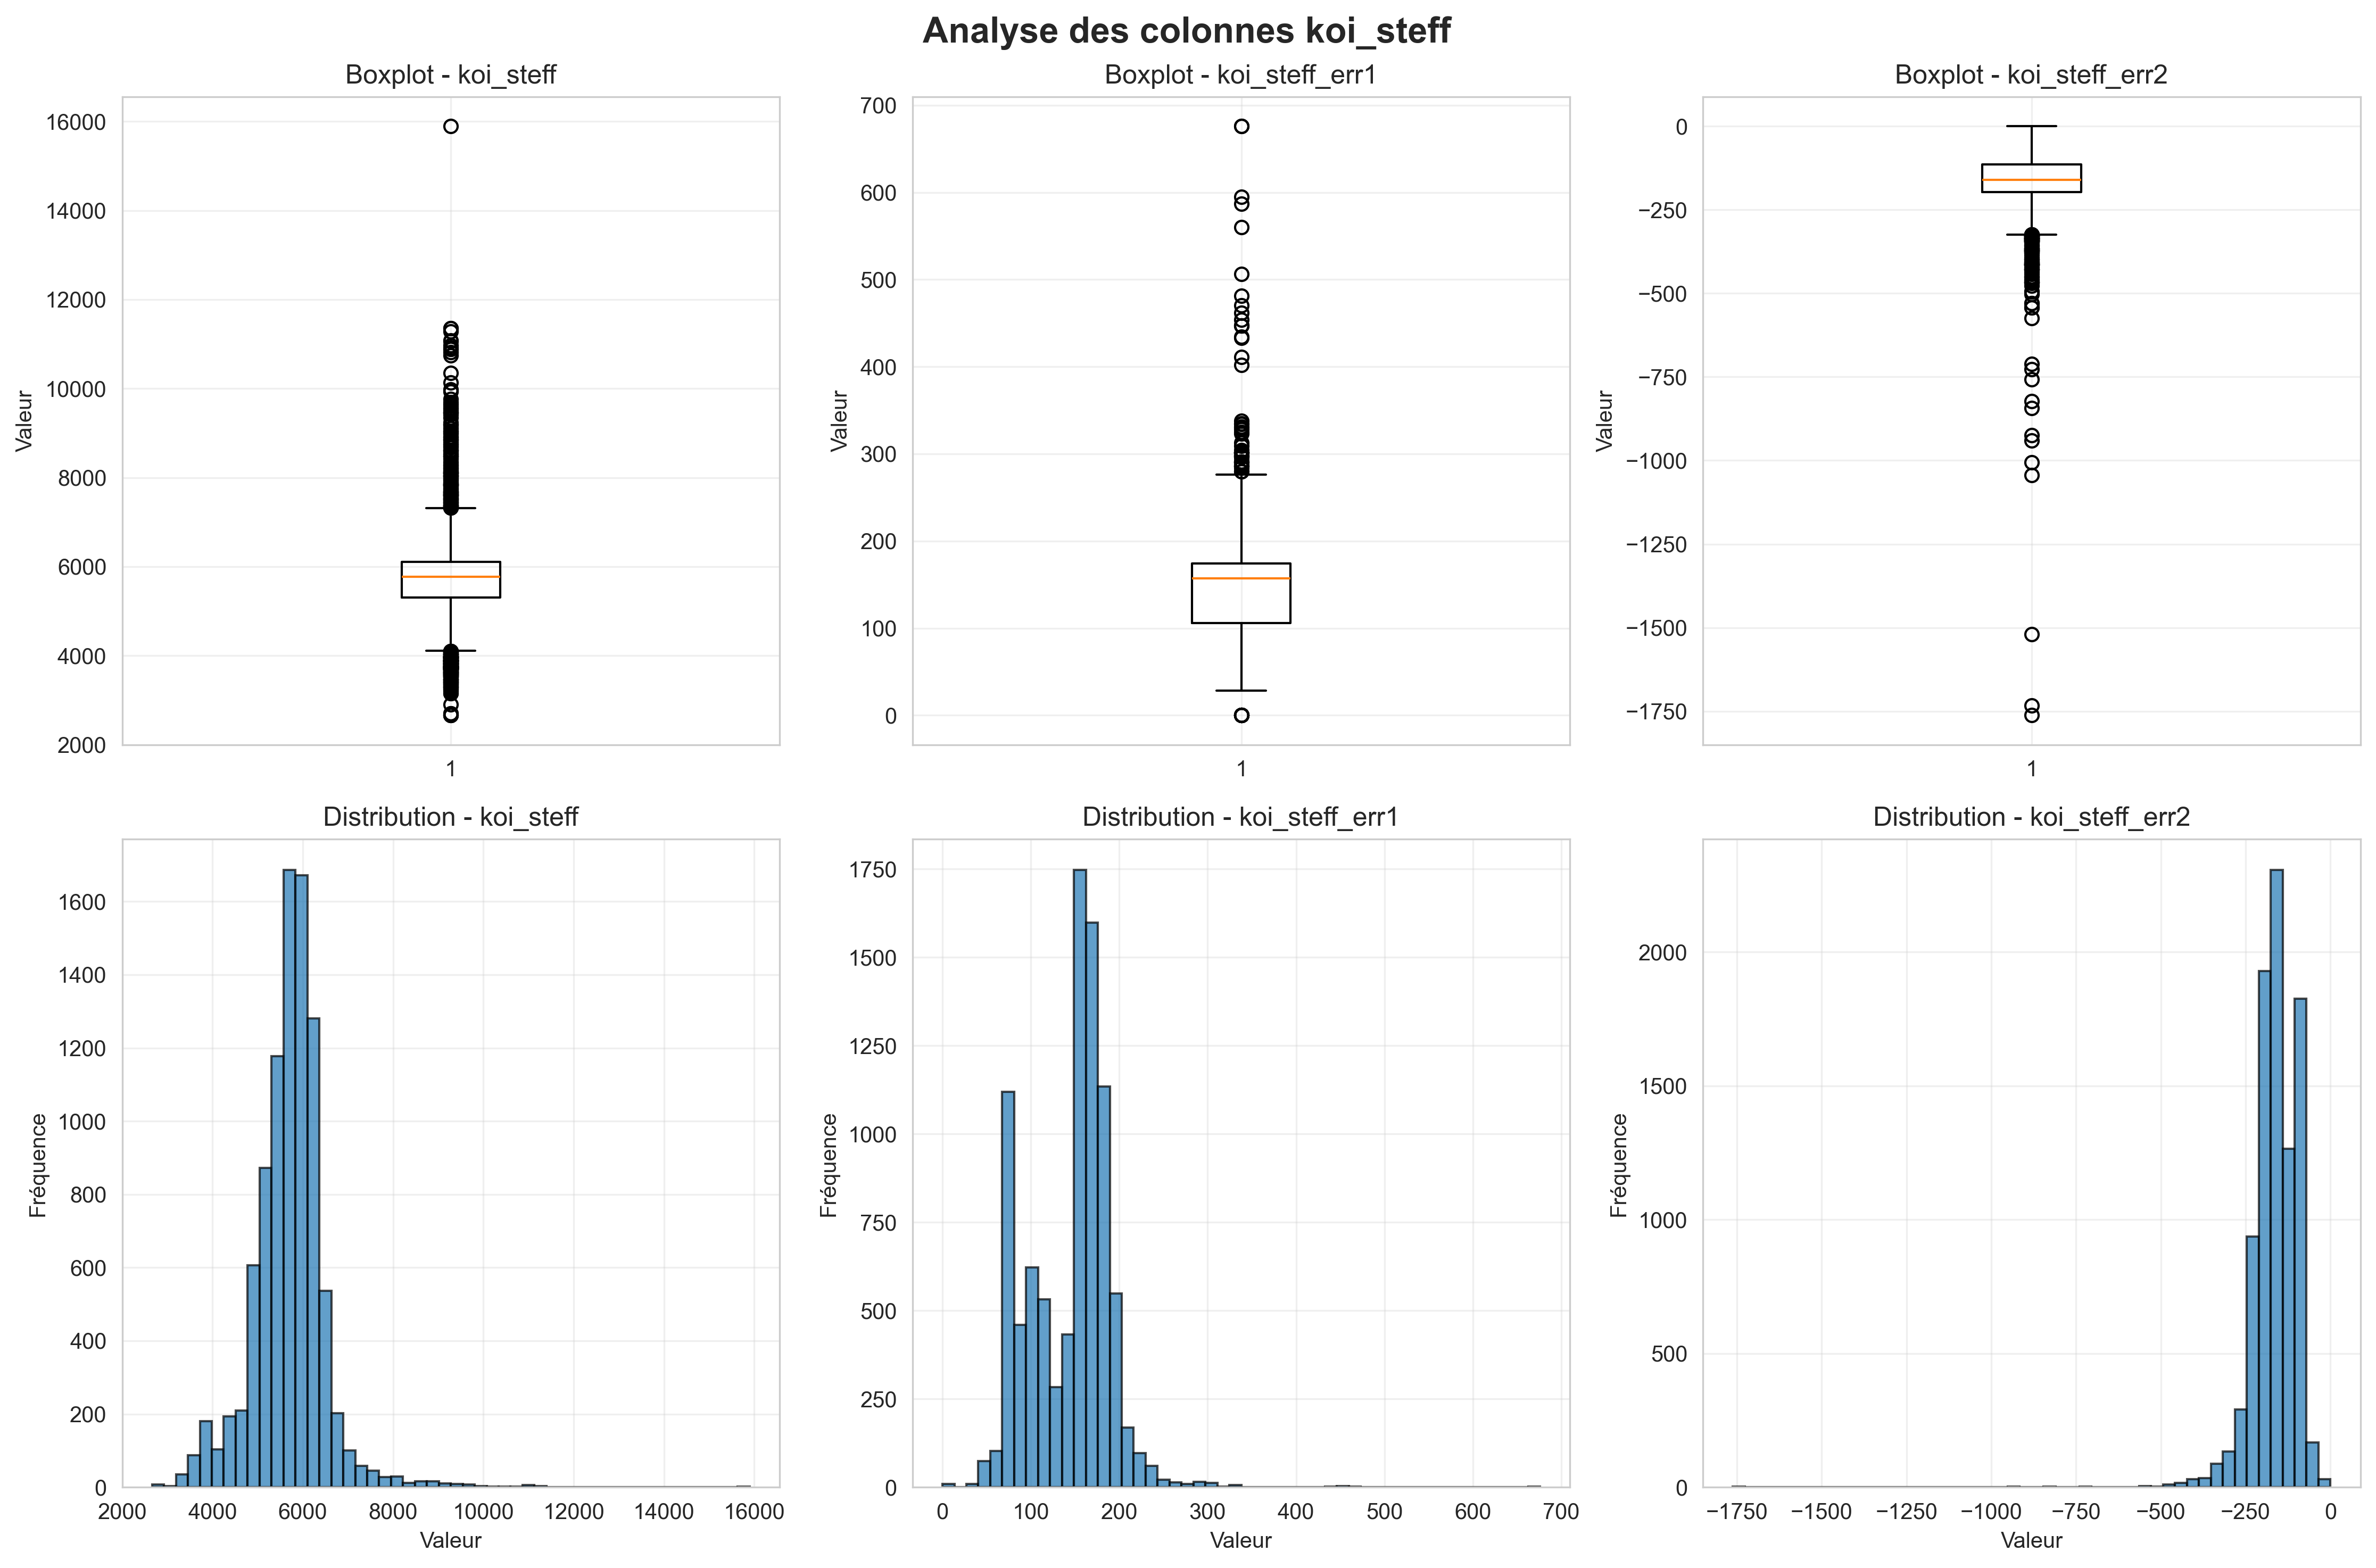 Analyse des colonnes koi_steff
Boxplot - koi_steff
16000
14000
12000
10000
8000
6000
4000
2000
Valeur
1
Boxplot - koi_steff_err1
700
600
500
400
300
200
100
0
Valeur
1
Boxplot - koi_steff_err2
0
−250
−500
−750
−1000
−1250
−1500
−1750
Valeur
1
Distribution - koi_steff
1600
1400
1200
1000
800
600
400
200
0
Fréquence
2000 4000 6000 8000 10000 12000 14000 16000
Valeur
Distribution - koi_steff_err1
1750
1500
1250
1000
750
500
250
0
Fréquence
0 100 200 300 400 500 600 700
Valeur
Distribution - koi_steff_err2
2000
1500
1000
500
0
Fréquence
−1750 −1500 −1250 −1000 −750 −500 −250 0
Valeur